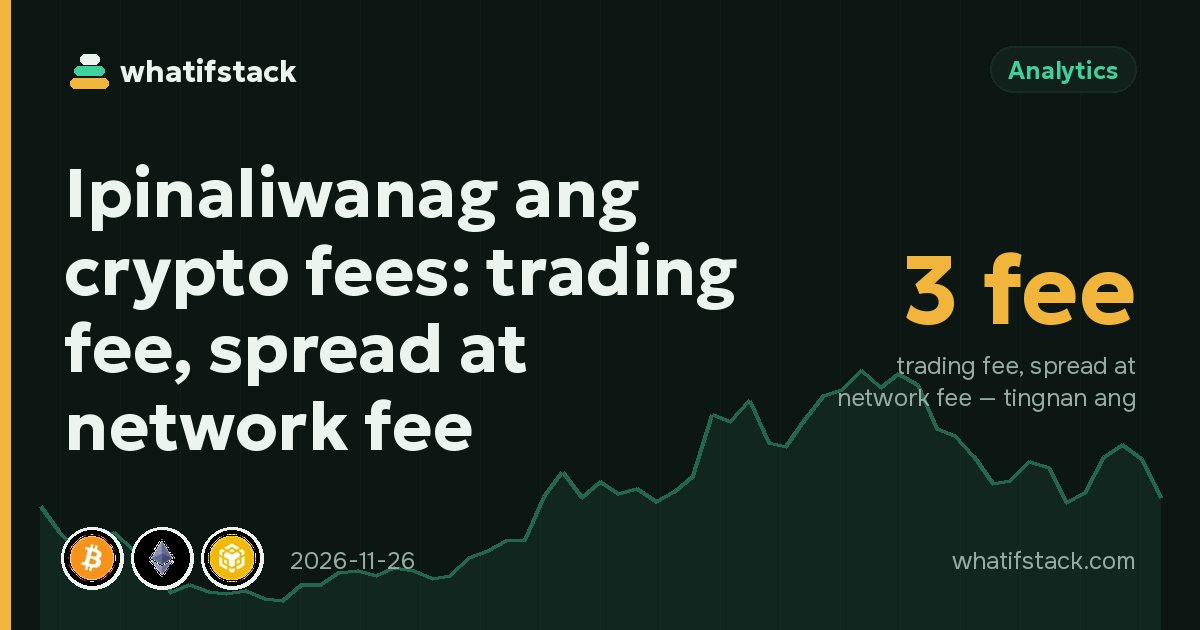 whatifstack
Analytics
Ipinaliwanag ang
crypto fees: trading
fee, spread at
network fee
3 fee
trading fee, spread at
network fee — tingnan ang
2026-11-26
whatifstack.com